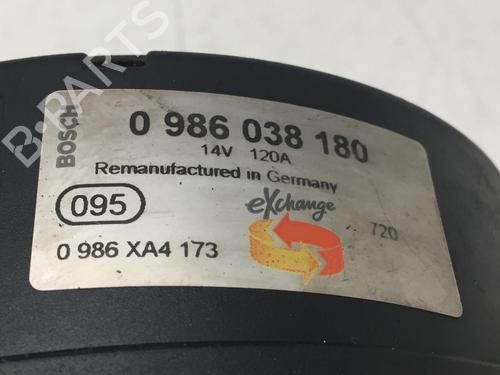 B-PARTS
BOSCH
0 986 038 180
14V 120A
Remanufactured in Germany
095
eXchange
720
0 986 XA4 173